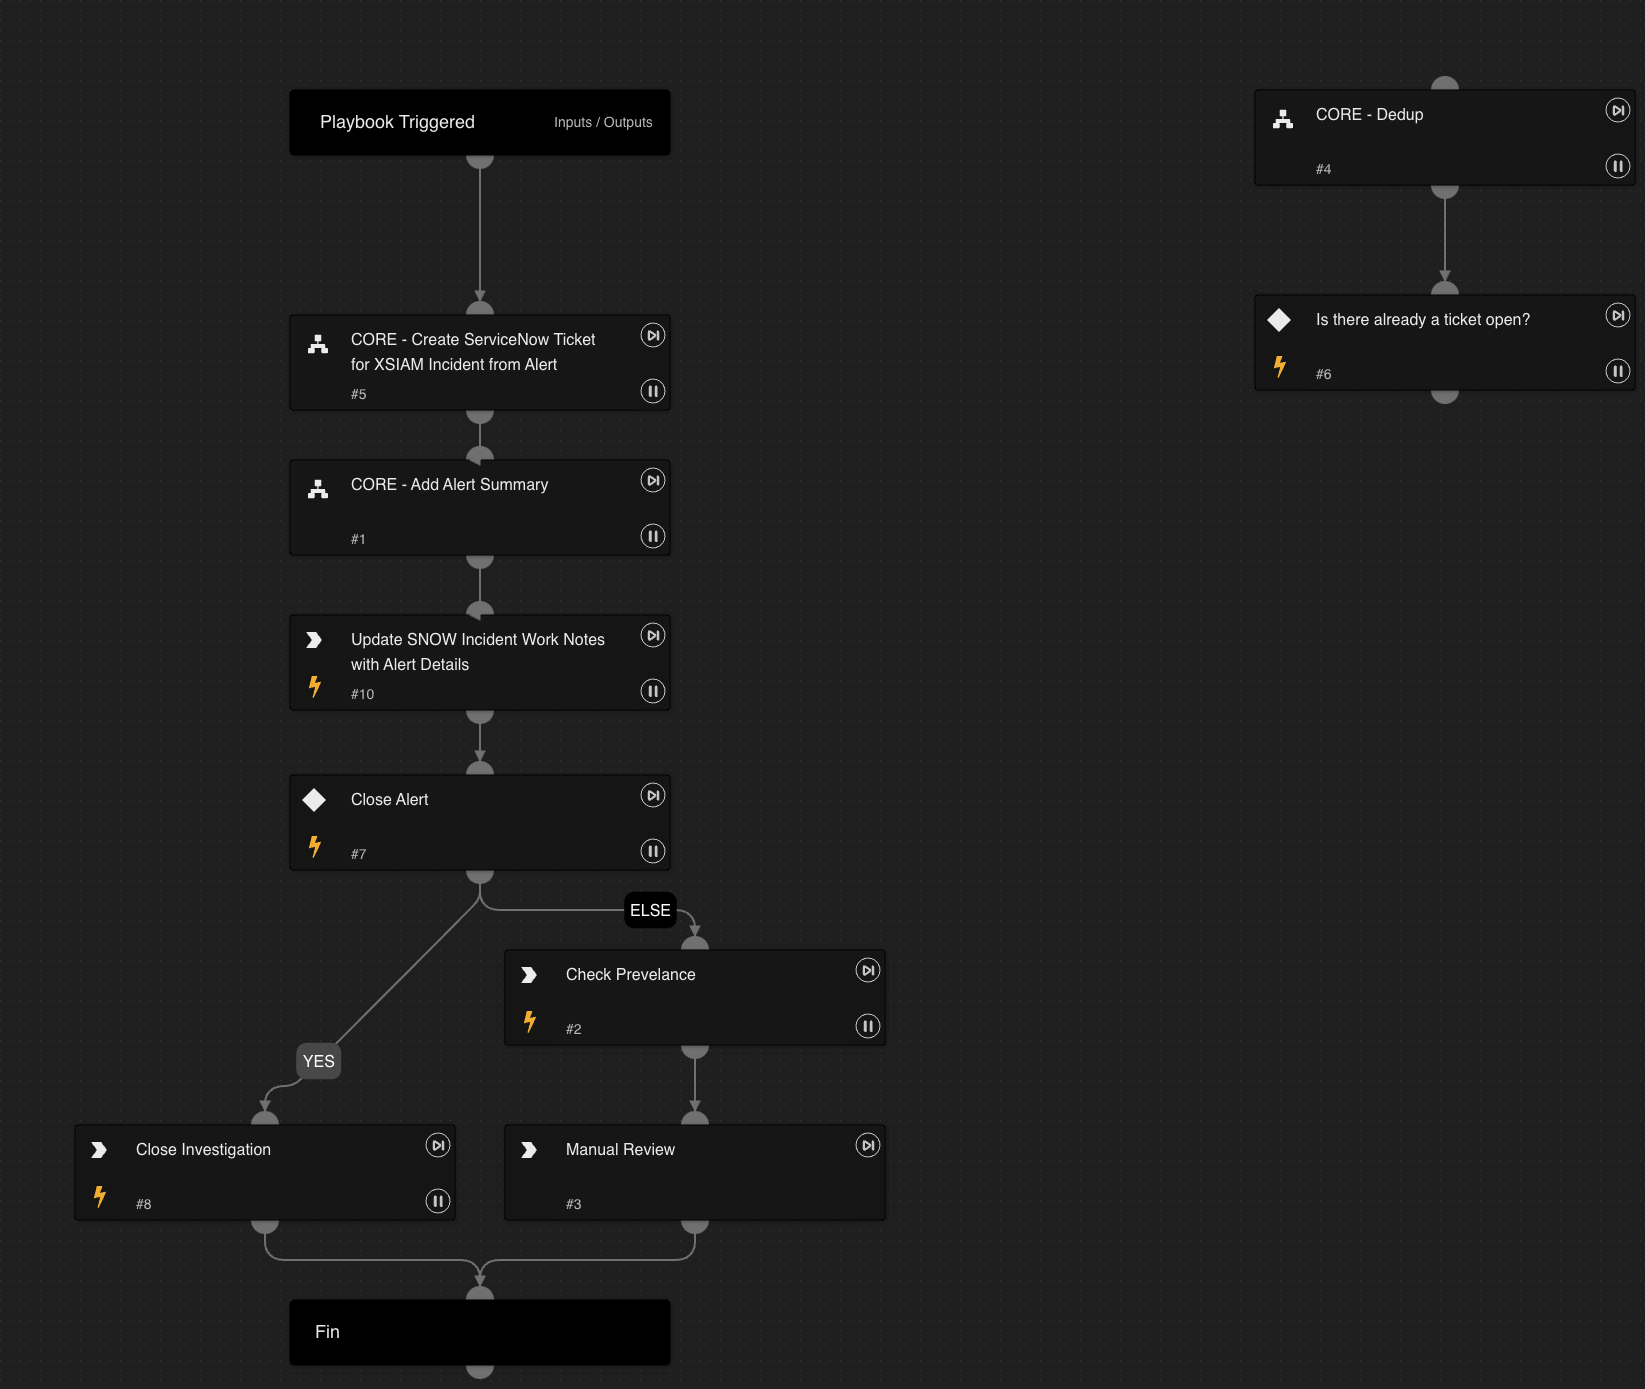 Playbook Triggered
Inputs / Outputs
CORE - Create ServiceNow Ticket
for XSIAM Incident from Alert
#5
CORE - Add Alert Summary
#1
Update SNOW Incident Work Notes
with Alert Details
#10
Close Alert
#7
ELSE
Check Prevelance
#2
YES
Close Investigation
#8
Manual Review
#3
Fin
CORE - Dedup
#4
Is there already a ticket open?
#6